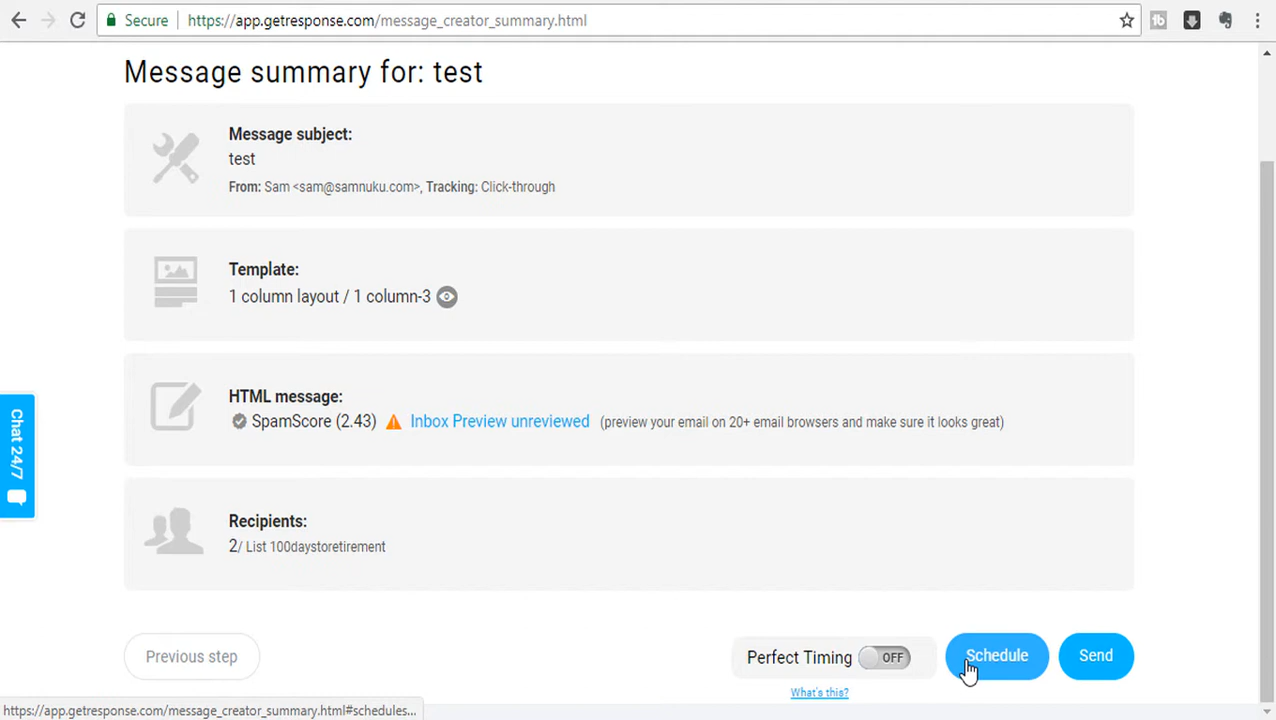 Secure
https://app.getresponse.com/message_creator_summary.html
Message summary for: test
Message subject:
test
From: Sam <sam@samnuku.com>, Tracking: Click-through
Template:
1 column layout / 1 column-3
HTML message:
SpamScore (2.43) Inbox Preview unreviewed (preview your email on 20+ email browsers and make sure it looks great)
Chat 24/7
Recipients:
2/ List 100daystoretirement
Previous step
Perfect Timing OFF
Schedule
Send
What's this?
https://app.getresponse.com/message_creator_summary.html#schedules...